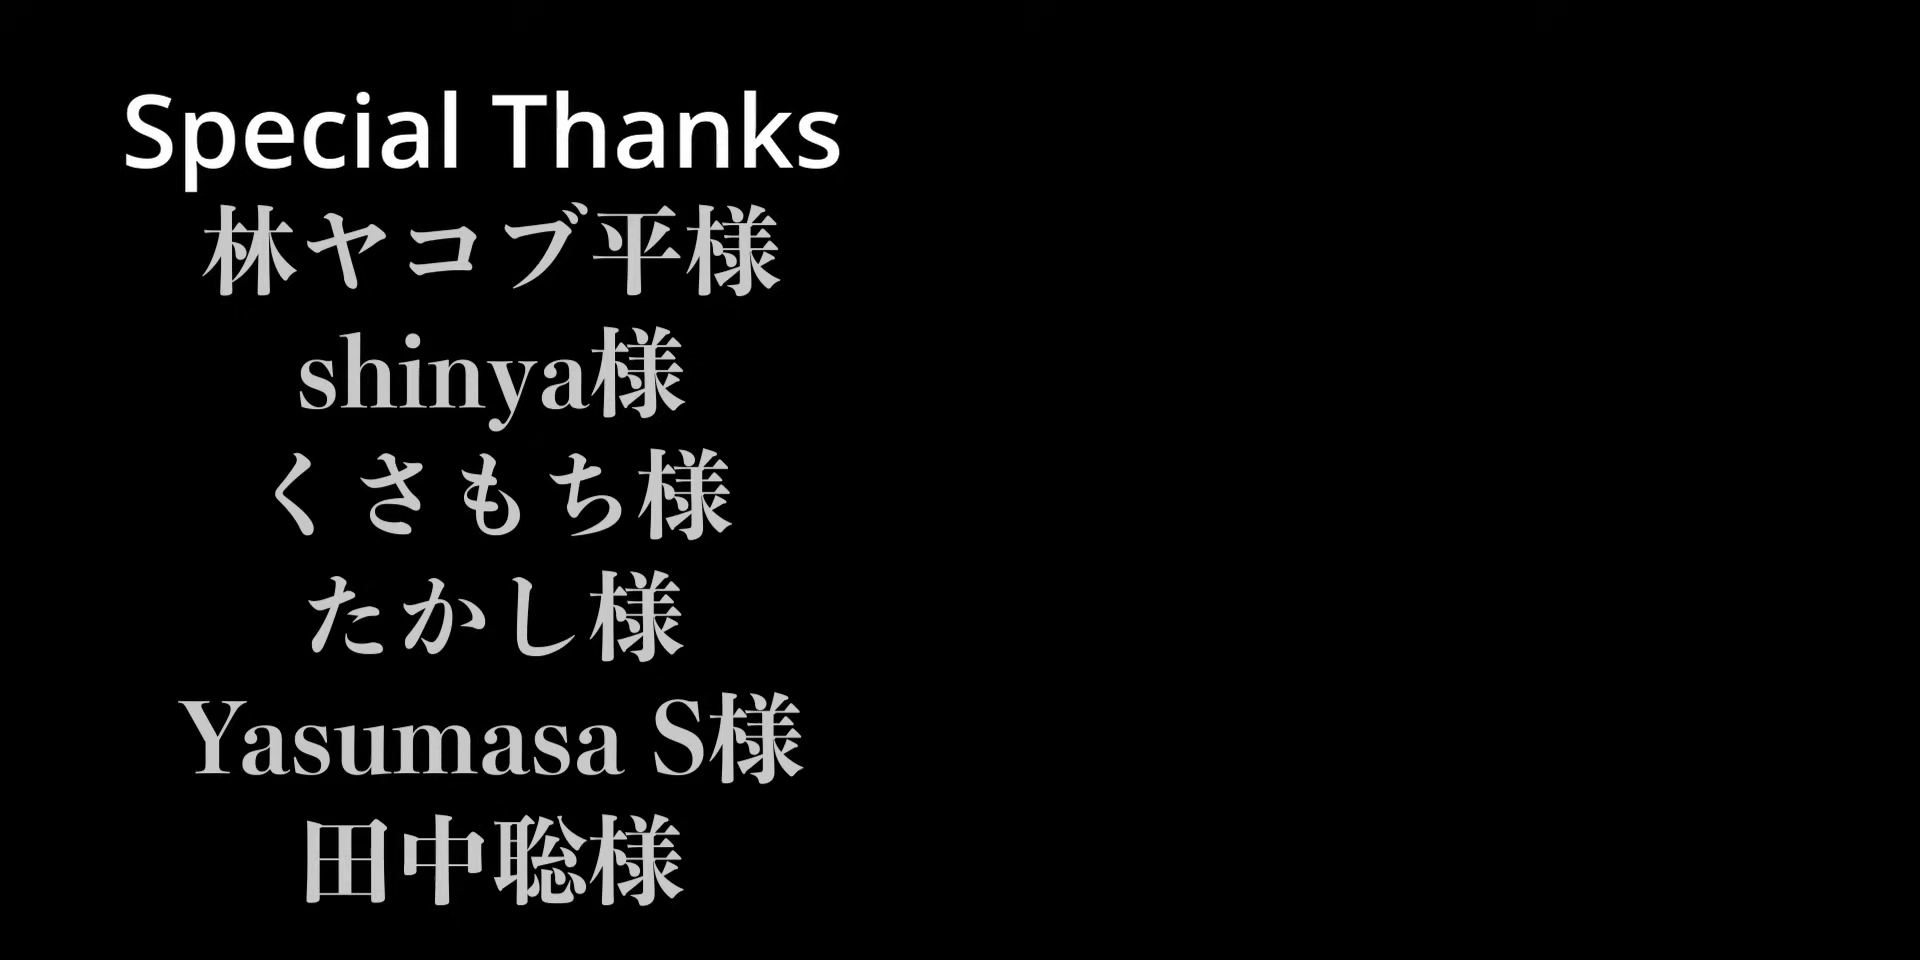 Special Thanks
林ヤコブ平様
shinya様
くさもち様
たかし様
Yasumasa S様
田中聡様